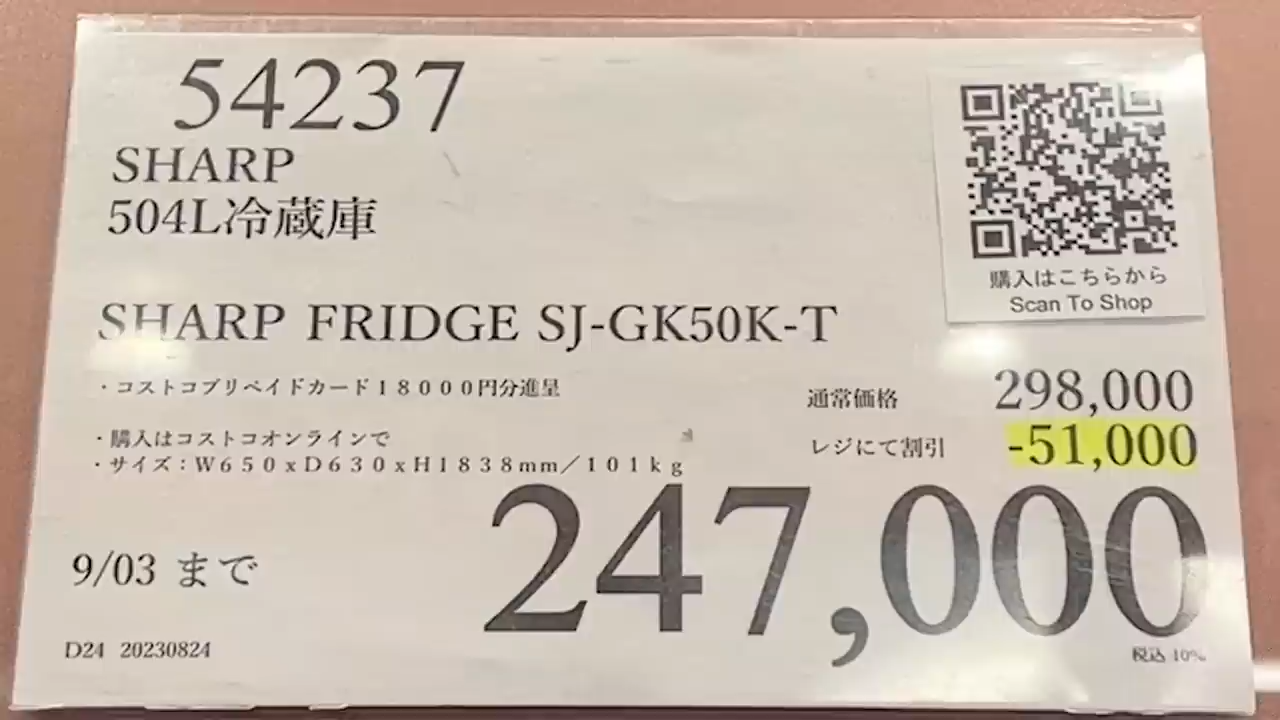 54237
SHARP
504L冷蔵庫
購入はこちらから
Scan To Shop
SHARP FRIDGE SJ-GK50K-T
・コストコプリペイドカード１８０００円分進呈
通常価格 298,000
・購入はコストコオンラインで
レジにて割引 -51,000
・サイズ：Ｗ６５０ｘＤ６３０ｘＨ１８３８mm／１０１ｋｇ
247,000
9/03 まで
D24 20230824
税込 10%